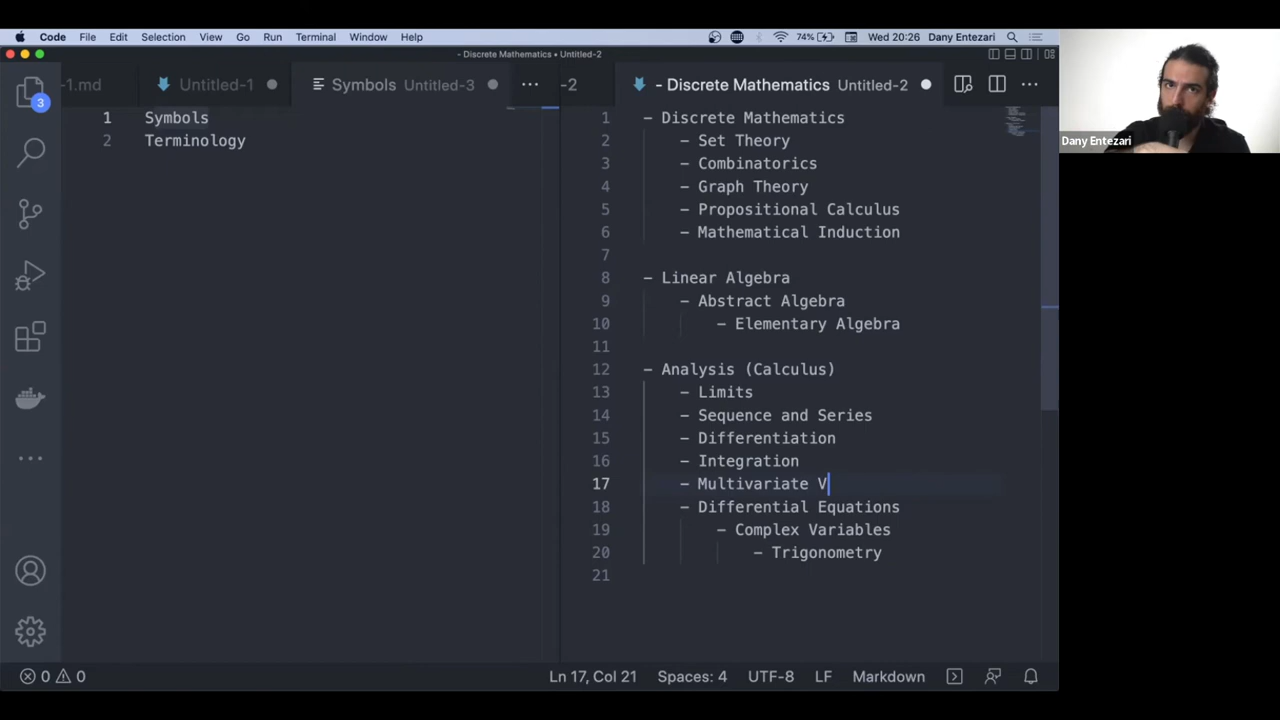 Code File Edit Selection View Go Run Terminal Window Help 74% Wed 20:26 Dany Entezari
- Discrete Mathematics • Untitled-2
-1.md Untitled-1 Symbols Untitled-3 ... -2 - Discrete Mathematics Untitled-2 ...
3
Dany Entezari
1 Symbols
2 Terminology
1 - Discrete Mathematics
2 - Set Theory
3 - Combinatorics
4 - Graph Theory
5 - Propositional Calculus
6 - Mathematical Induction
7
8 - Linear Algebra
9 - Abstract Algebra
10 - Elementary Algebra
11
12 - Analysis (Calculus)
13 - Limits
14 - Sequence and Series
15 - Differentiation
16 - Integration
17 - Multivariate V
18 - Differential Equations
19 - Complex Variables
20 - Trigonometry
21
0 0 Ln 17, Col 21 Spaces: 4 UTF-8 LF Markdown